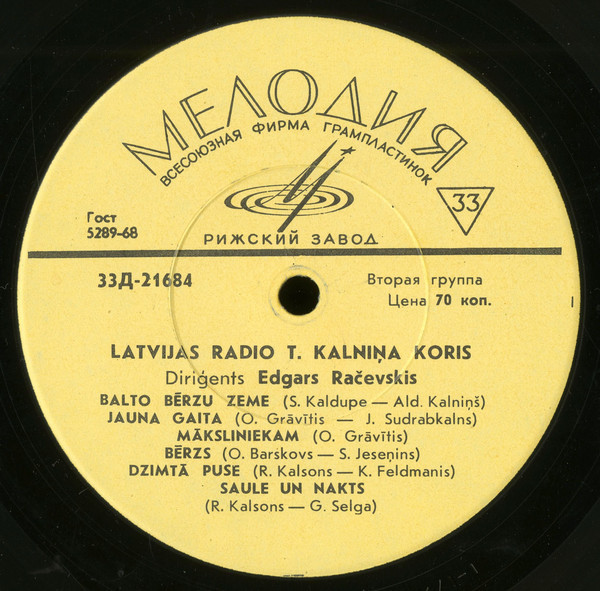 МЕЛОДИЯ
ВСЕСОЮЗНАЯ ФИРМА ГРАМПЛАСТИНОК
33
Гост
5289-68
РИЖСКИЙ ЗАВОД
33Д-21684
Вторая группа
Цена 70 коп.
LATVIJAS RADIO T. KALNIŅA KORIS
Diriģents Edgars Račevskis
BALTO BĒRZU ZEME (S. Kaldupe — Ald. Kalniņš)
JAUNA GAITA (O. Grāvītis — J. Sudrabkalns)
MĀKSLINIEKAM (O. Grāvītis)
BĒRZS (O. Barskovs — S. Jeseņins)
DZIMTĀ PUSE (R. Kalsons — K. Feldmanis)
SAULE UN NAKTS
(R. Kalsons — G. Selga)